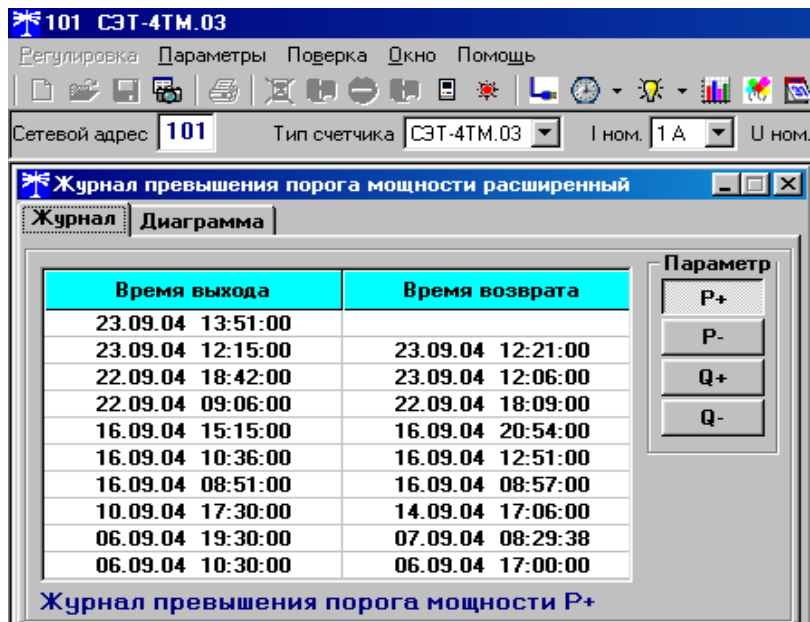 101 СЭТ-4ТМ.03
Регулировка Параметры Поверка Окно Помощь
Сетевой адрес 101 Тип счетчика СЭТ-4ТМ.03 I ном. 1 А U ном.
Журнал превышения порога мощности расширенный
Журнал Диаграмма
Параметр
Время выхода Время возврата
P+
23.09.04 13:51:00
23.09.04 12:15:00 23.09.04 12:21:00
P-
22.09.04 18:42:00 23.09.04 12:06:00
Q+
22.09.04 09:06:00 22.09.04 18:09:00
Q-
16.09.04 15:15:00 16.09.04 20:54:00
16.09.04 10:36:00 16.09.04 12:51:00
16.09.04 08:51:00 16.09.04 08:57:00
10.09.04 17:30:00 14.09.04 17:06:00
06.09.04 19:30:00 07.09.04 08:29:38
06.09.04 10:30:00 06.09.04 17:00:00
Журнал превышения порога мощности P+